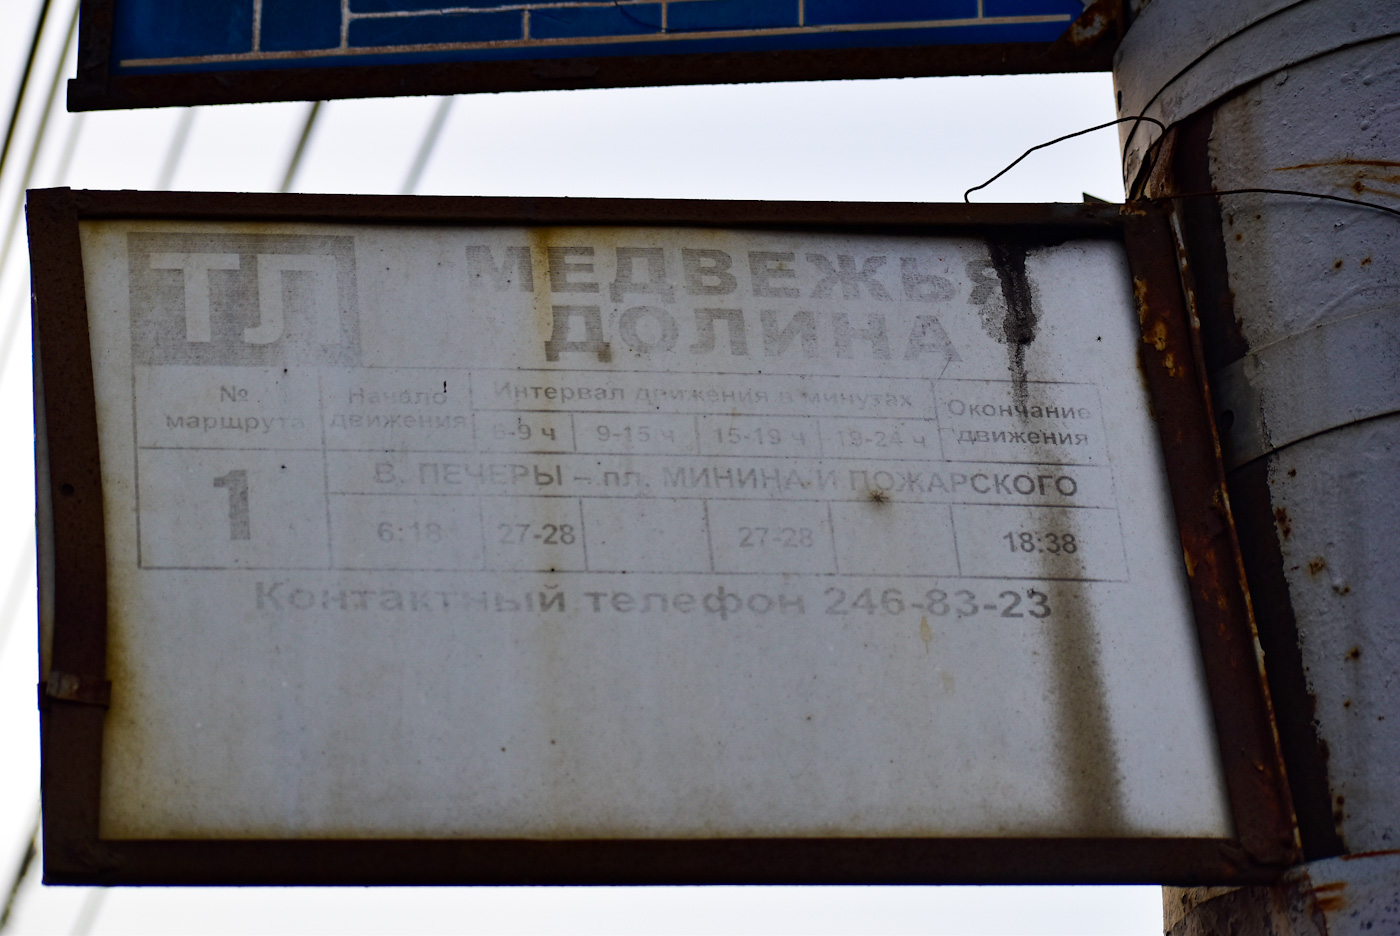 ТЛ
МЕДВЕЖЬЯ
ДОЛИНА
№ маршрута
Начало движения
Интервал движения в минутах
Окончание движения
6-9 ч 9-15 ч 15-19 ч 19-24 ч
1
В. ПЕЧЕРЫ – пл. МИНИНА И ПОЖАРСКОГО
6:18 27-28 27-28 18:38
Контактный телефон 246-83-23